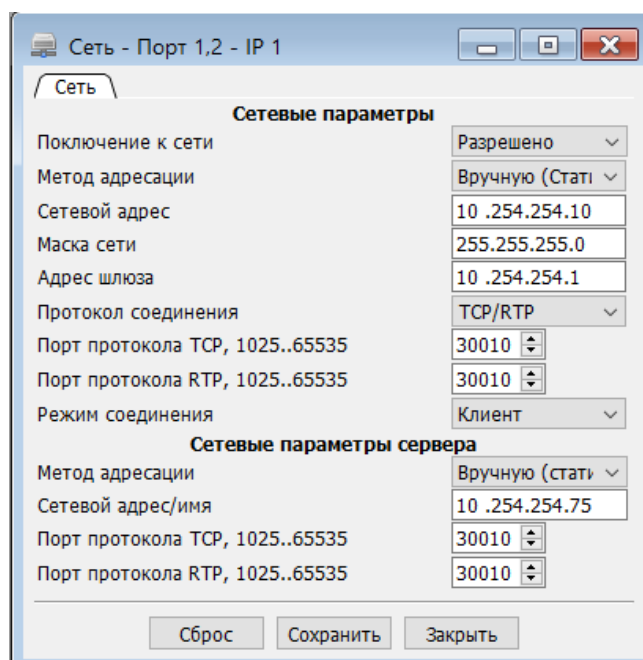 Сеть - Порт 1,2 - IP 1
Сеть
Сетевые параметры
Поключение к сети Разрешено
Метод адресации Вручную (Стати
Сетевой адрес 10 .254.254.10
Маска сети 255.255.255.0
Адрес шлюза 10 .254.254.1
Протокол соединения TCP/RTP
Порт протокола TCP, 1025..65535 30010
Порт протокола RTP, 1025..65535 30010
Режим соединения Клиент
Сетевые параметры сервера
Метод адресации Вручную (стати
Сетевой адрес/имя 10 .254.254.75
Порт протокола TCP, 1025..65535 30010
Порт протокола RTP, 1025..65535 30010
Сброс Сохранить Закрыть